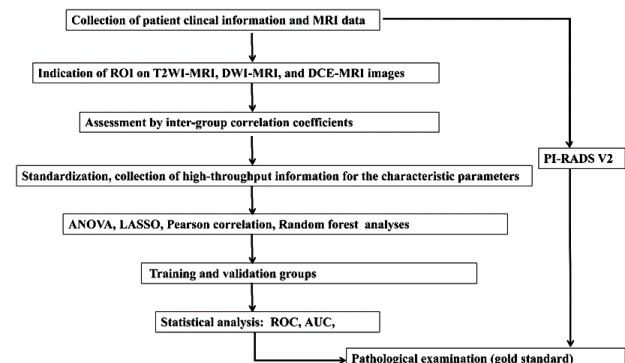 Collection of patient clincal information and MRI data
Indication of ROI on T2WI-MRI, DWI-MRI, and DCE-MRI images
Assessment by inter-group correlation coefficients
PI-RADS V2
Standardization, collection of high-throughput information for the characteristic parameters
ANOVA, LASSO, Pearson correlation, Random forest analyses
Training and validation groups
Statistical analysis: ROC, AUC,
Pathological examination (gold standard)